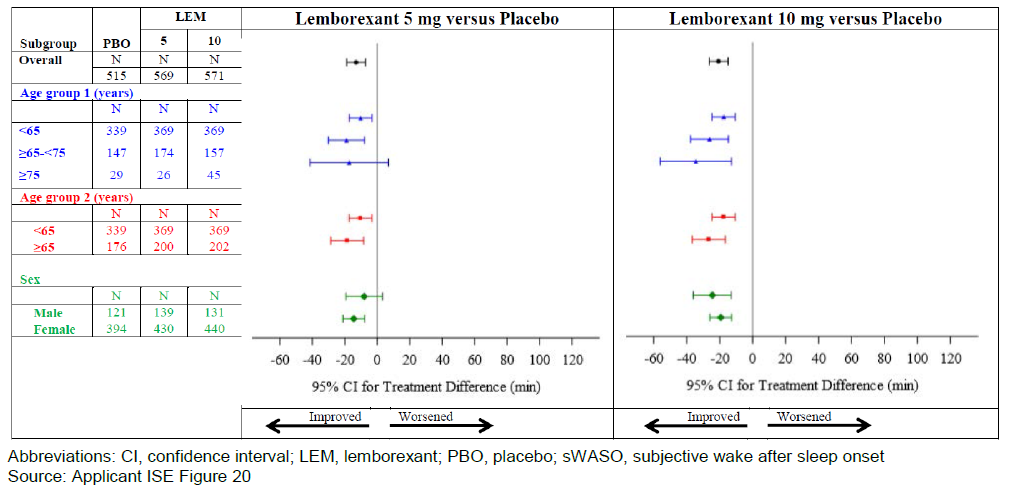 LEM Lemborexant 5 mg versus Placebo Lemborexant 10 mg versus Placebo
Subgroup PBO 5 10
Overall N N N
515 569 571
Age group 1 (years)
N N N
<65 339 369 369
≥65-<75 147 174 157
≥75 29 26 45
Age group 2 (years)
N N N
<65 339 369 369
≥65 176 200 202
Sex
N N N
Male 121 139 131
Female 394 430 440
-60 -40 -20 0 20 40 60 80 100 120 -60 -40 -20 0 20 40 60 80 100 120
95% CI for Treatment Difference (min) 95% CI for Treatment Difference (min)
Improved Worsened Improved Worsened
Abbreviations: CI, confidence interval; LEM, lemborexant; PBO, placebo; sWASO, subjective wake after sleep onset
Source: Applicant ISE Figure 20